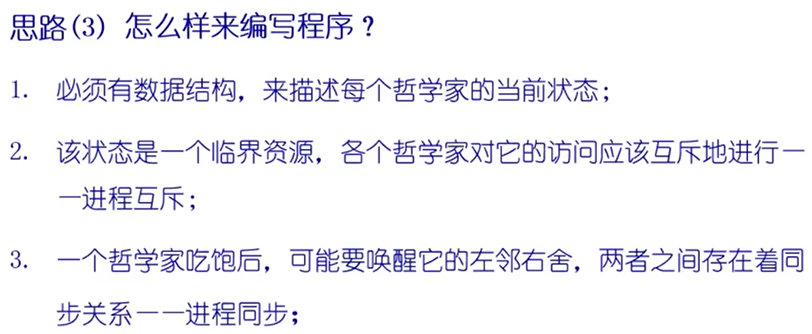 思路(3) 怎么样来编写程序？
1. 必须有数据结构，来描述每个哲学家的当前状态；
2. 该状态是一个临界资源，各个哲学家对它的访问应该互斥地进行－
－进程互斥；
3. 一个哲学家吃饱后，可能要唤醒它的左邻右舍，两者之间存在着同
步关系－－进程同步；